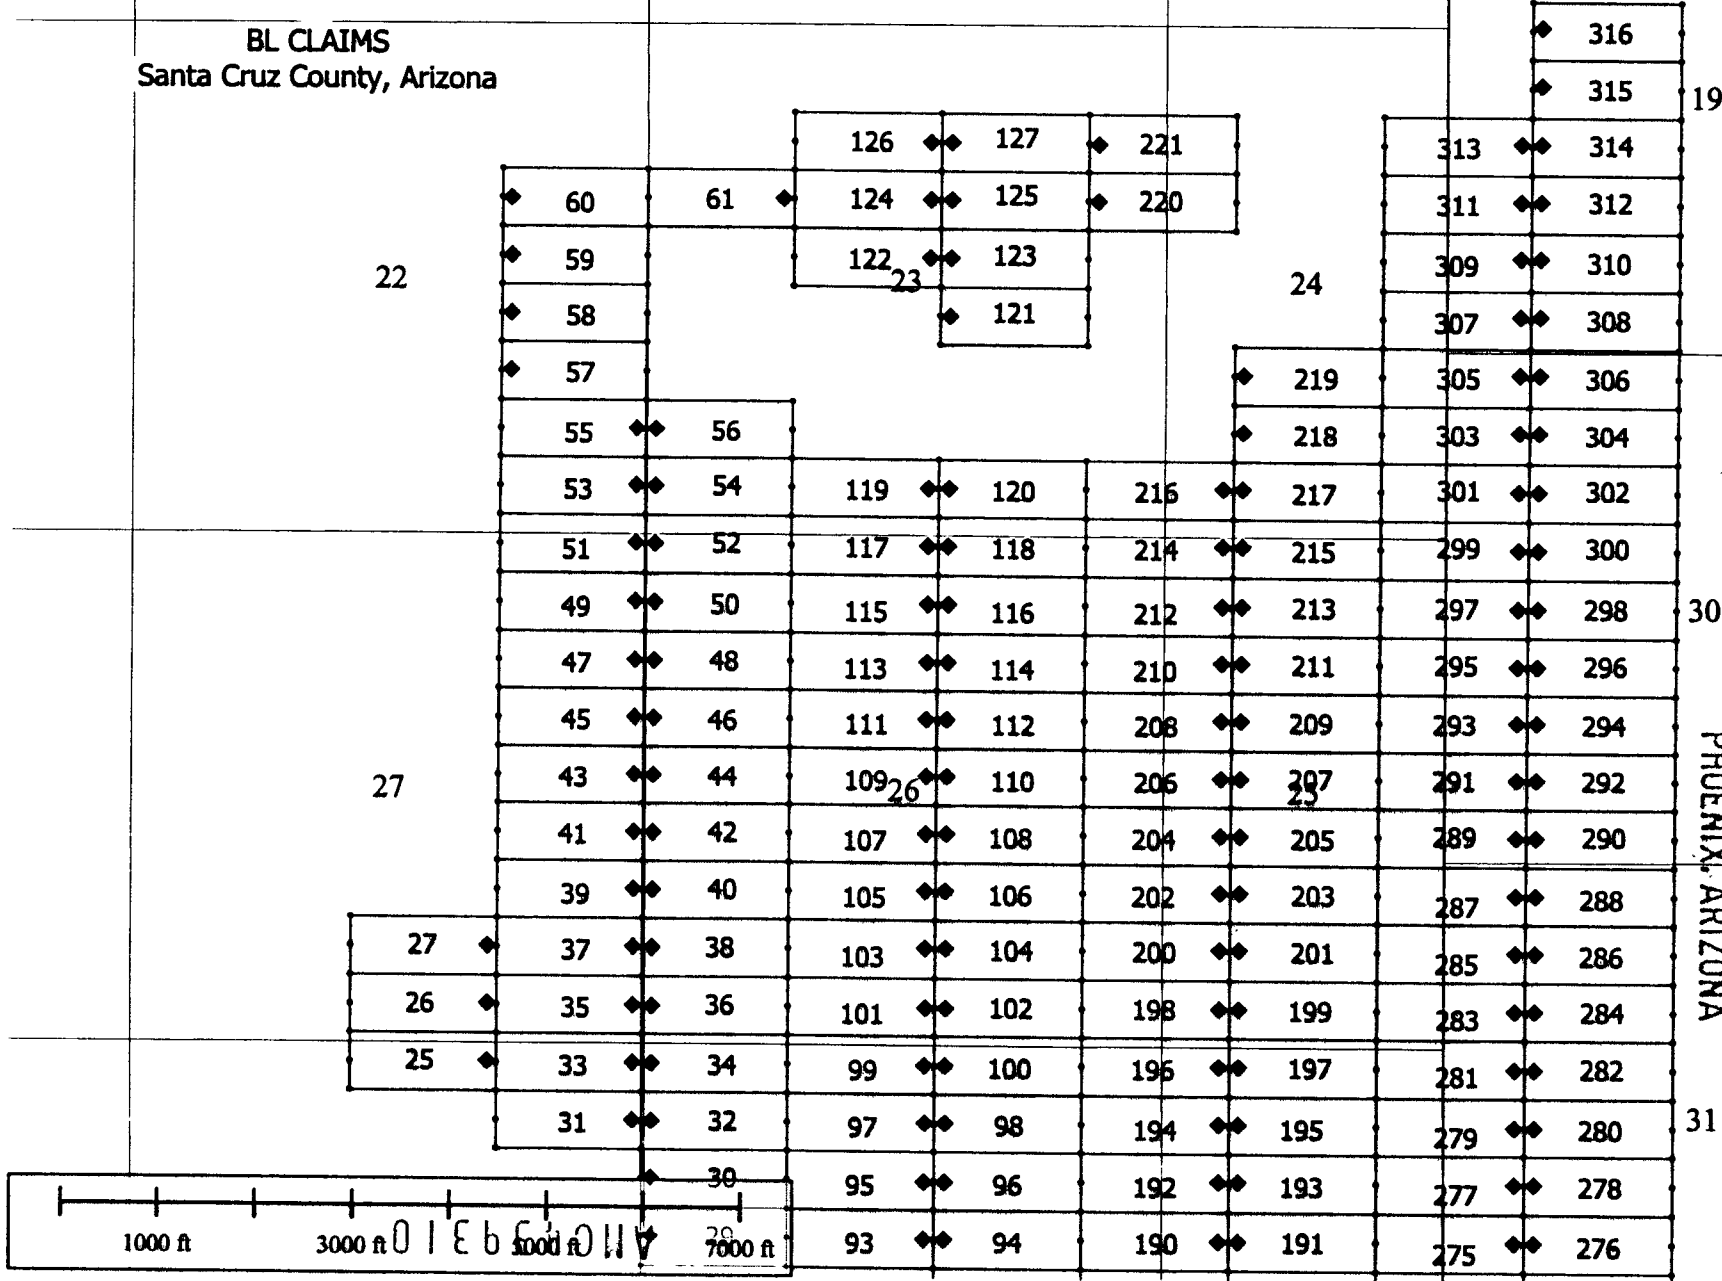 BL CLAIMS
Santa Cruz County, Arizona
316
315 19
126 127 221 313 314
60 61 124 125 220 311 312
59 122 123 309 310
22 23 24
58 121 307 308
57 219 305 306
55 56 218 303 304
53 54 119 120 216 217 301 302
51 52 117 118 214 215 299 300
49 50 115 116 212 213 297 298 30
47 48 113 114 210 211 295 296
45 46 111 112 208 209 293 294
43 44 109 110 206 207 291 292
27 26 25
41 42 107 108 204 205 289 290
39 40 105 106 202 203 287 288
27 37 38 103 104 200 201 285 286
26 35 36 101 102 198 199 283 284
25 33 34 99 100 196 197 281 282
31 32 97 98 194 195 279 280 31
30 95 96 192 193 277 278
29 93 94 190 191 275 276
1000 ft 3000 ft 5000 ft 7000 ft
PHOENIX, ARIZONA